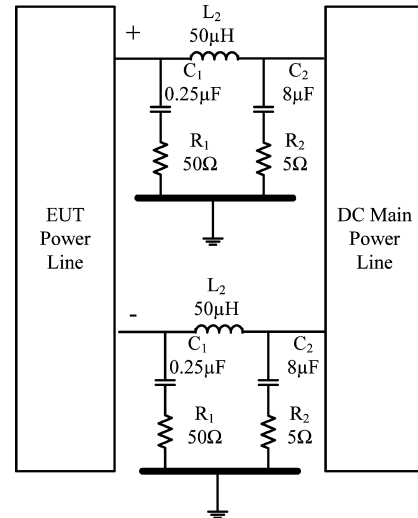 L2
50μH
+
C1
0.25μF
C2
8μF
R1
50Ω
R2
5Ω
EUT
Power
Line
DC Main
Power
Line
L2
50μH
-
C1
0.25μF
C2
8μF
R1
50Ω
R2
5Ω